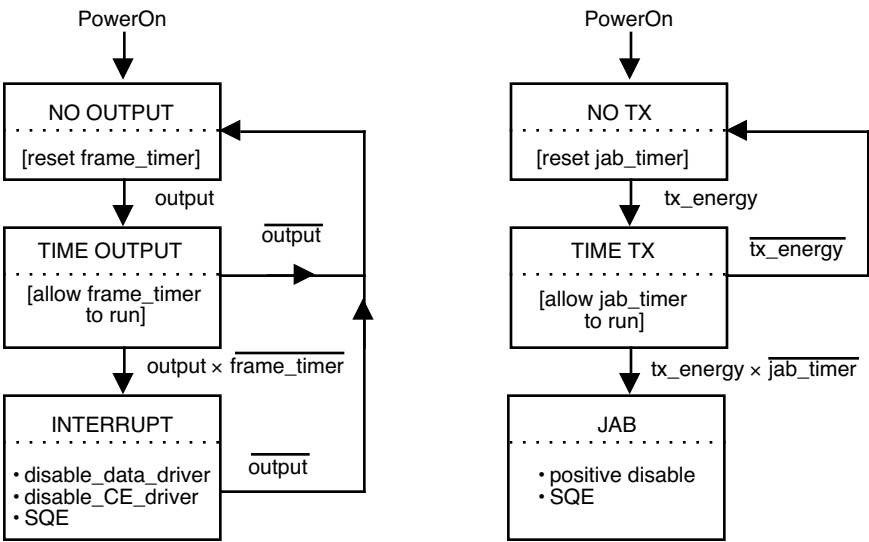 PowerOn
NO OUTPUT
[reset frame_timer]
output
output
TIME OUTPUT
[allow frame_timer
to run]
output × frame_timer
INTERRUPT
• disable_data_driver
• disable_CE_driver
• SQE
output
PowerOn
NO TX
[reset jab_timer]
tx_energy
TIME TX
tx_energy
[allow jab_timer
to run]
tx_energy × jab_timer
JAB
• positive disable
• SQE